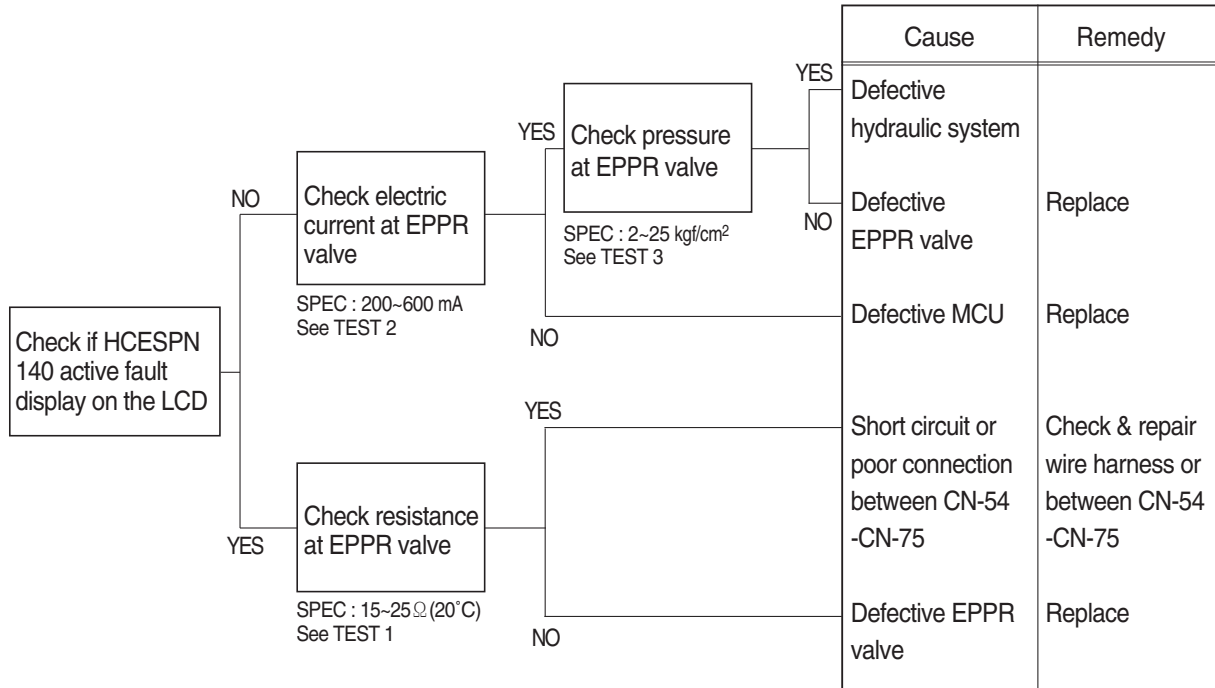 Cause
Remedy
YES
Defective
hydraulic system
YES
Check pressure
at EPPR valve
NO
Check electric
current at EPPR
valve
NO
Defective
EPPR valve
Replace
SPEC : 2~25 kgf/cm²
See TEST 3
SPEC : 200~600 mA
See TEST 2
NO
Defective MCU
Replace
Check if HCESPN
140 active fault
display on the LCD
YES
Short circuit or
poor connection
between CN-54
-CN-75
Check & repair
wire harness or
between CN-54
-CN-75
YES
Check resistance
at EPPR valve
SPEC : 15~25Ω (20˚C)
See TEST 1
NO
Defective EPPR
valve
Replace